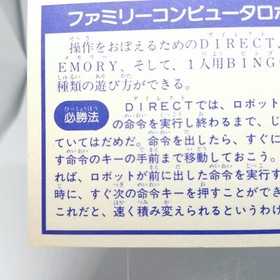 ファミリーコンピュータロ
操作をおぼえるためのDIRECT、
EMORY、そして、1人用BING
種類の遊び方ができる。
必勝法
DIRECTでは、ロボット
の命令を実行し終わるまで、じ
ていてはだめだ。命令を出したら、すぐに
す命令のキーの手前まで移動しておこう。
れば、ロボットが前に出した命令を実行す
時に、すぐ次の命令キーを押すことができ
これだと、速く積み変えられるというわけ